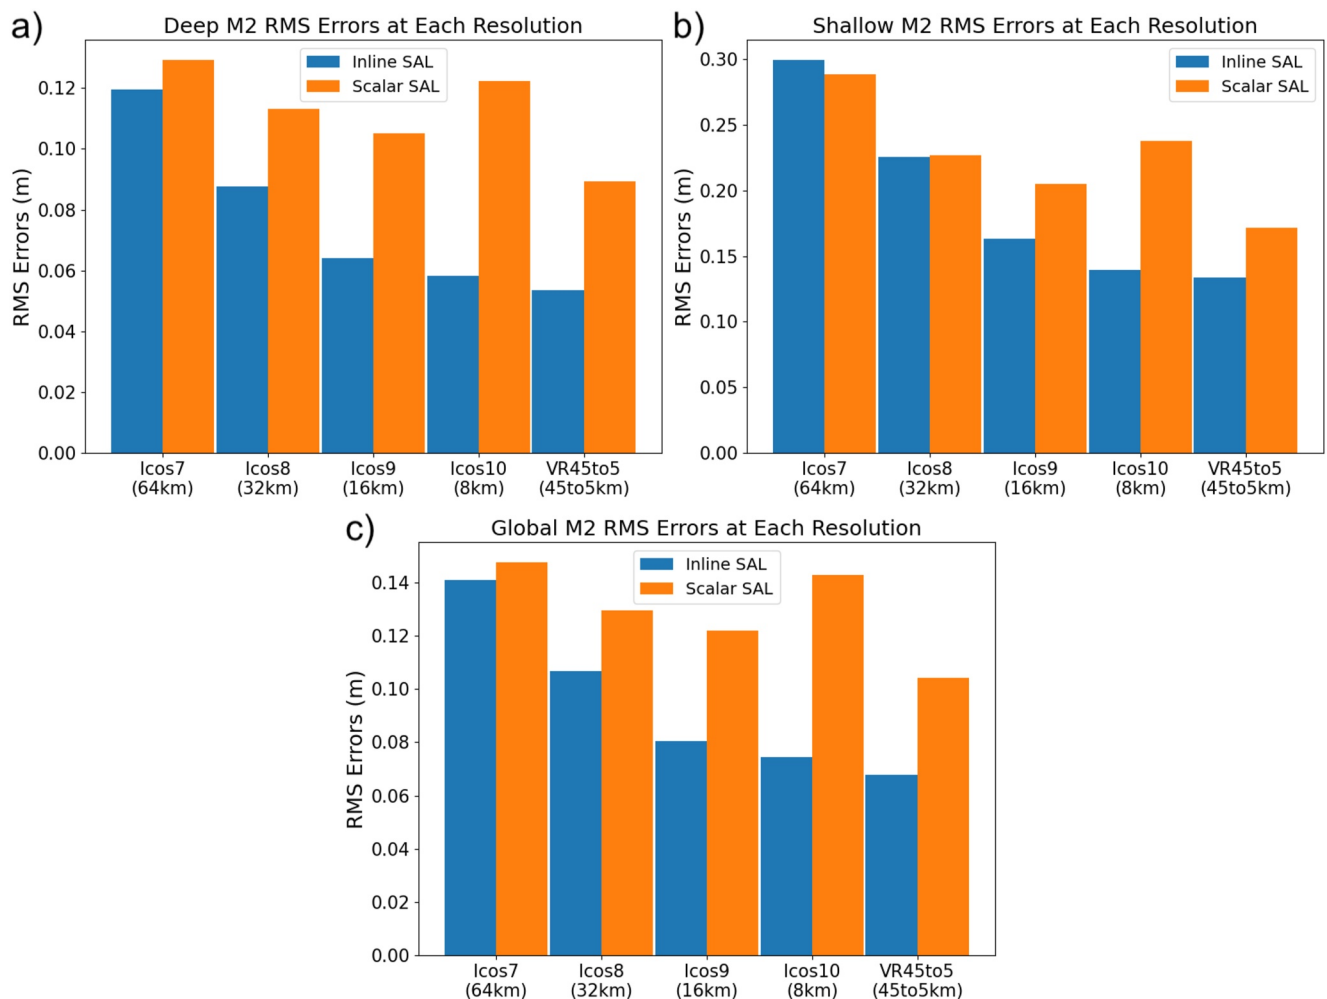 a)
Deep M2 RMS Errors at Each Resolution
Inline SAL
Scalar SAL
RMS Errors (m)
0.12
0.10
0.08
0.06
0.04
0.02
0.00
Icos7 Icos8 Icos9 Icos10 VR45to5
(64km) (32km) (16km) (8km) (45to5km)
b)
Shallow M2 RMS Errors at Each Resolution
Inline SAL
Scalar SAL
RMS Errors (m)
0.30
0.25
0.20
0.15
0.10
0.05
0.00
Icos7 Icos8 Icos9 Icos10 VR45to5
(64km) (32km) (16km) (8km) (45to5km)
c)
Global M2 RMS Errors at Each Resolution
Inline SAL
Scalar SAL
RMS Errors (m)
0.14
0.12
0.10
0.08
0.06
0.04
0.02
0.00
Icos7 Icos8 Icos9 Icos10 VR45to5
(64km) (32km) (16km) (8km) (45to5km)